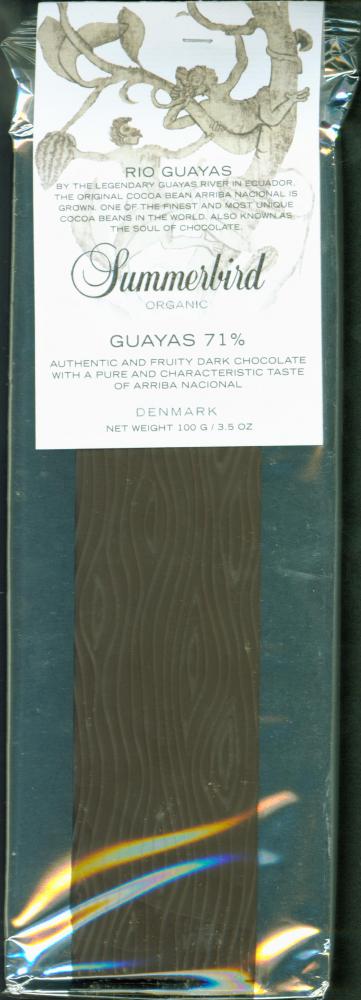 RIO GUAYAS
BY THE LEGENDARY GUAYAS RIVER IN ECUADOR,
THE ORIGINAL COCOA BEAN ARRIBA NACIONAL IS
GROWN. ONE OF THE FINEST AND MOST UNIQUE
COCOA BEANS IN THE WORLD. ALSO KNOWN AS
THE SOUL OF CHOCOLATE.
Summerbird
ORGANIC
GUAYAS 71%
AUTHENTIC AND FRUITY DARK CHOCOLATE
WITH A PURE AND CHARACTERISTIC TASTE
OF ARRIBA NACIONAL
DENMARK
NET WEIGHT 100 G / 3.5 OZ